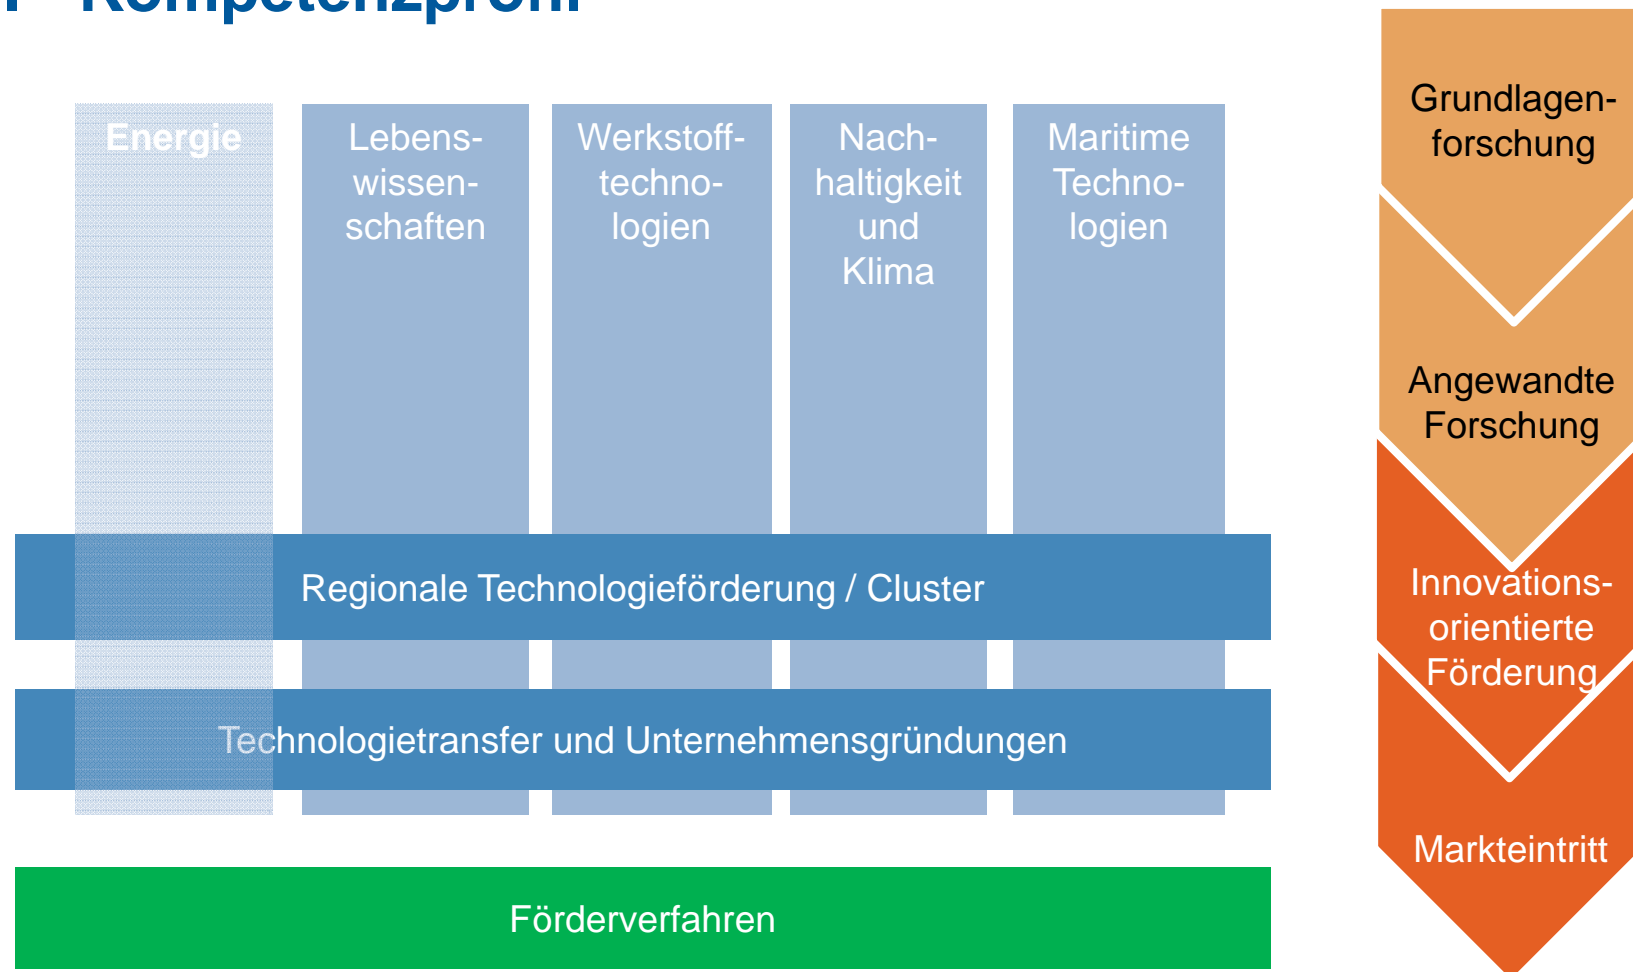 Kompetenzprofil
Energie
Lebens-
wissen-
schaften
Werkstoff-
techno-
logien
Nach-
haltigkeit
und
Klima
Maritime
Techno-
logien
Regionale Technologieförderung / Cluster
Technologietransfer und Unternehmensgründungen
Förderverfahren
Grundlagen-
forschung
Angewandte
Forschung
Innovations-
orientierte
Förderung
Markteintritt